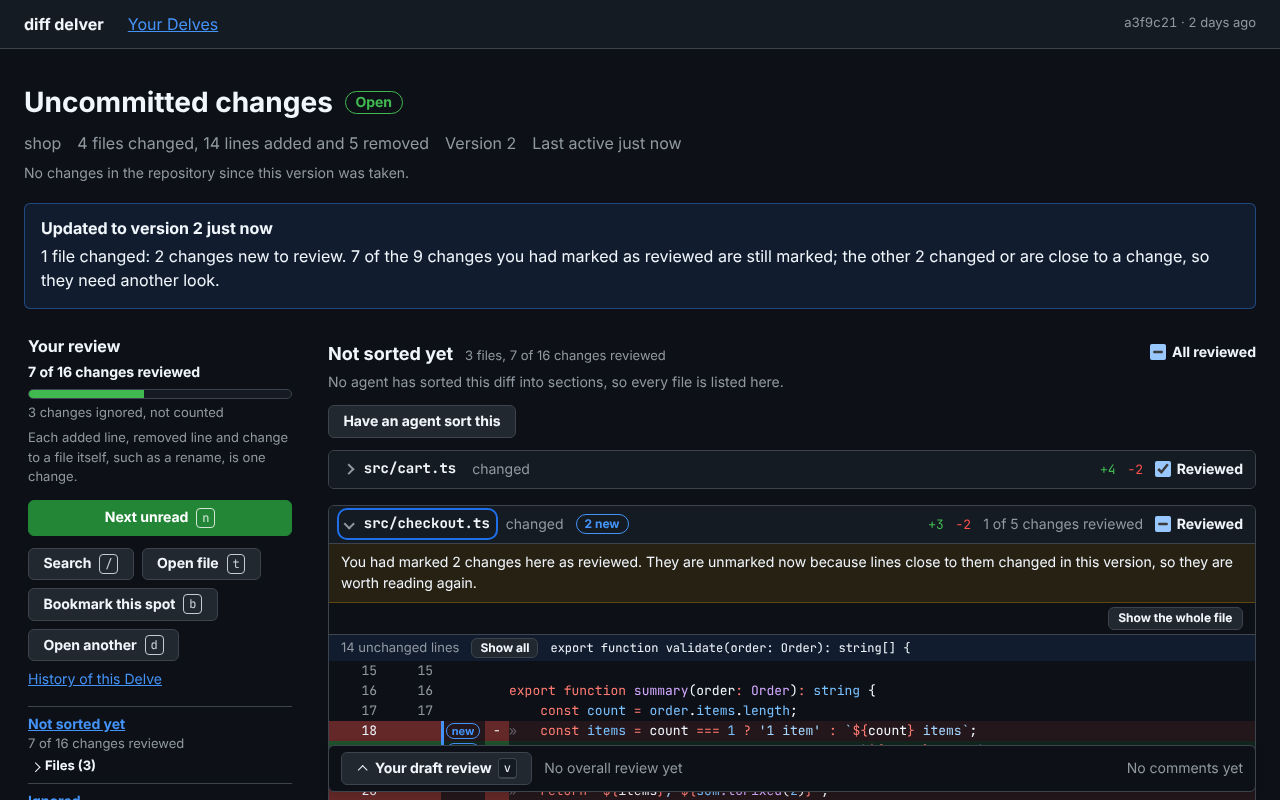 diff delver Your Delves a3f9c21 · 2 days ago
Uncommitted changes Open
shop 4 files changed, 14 lines added and 5 removed Version 2 Last active just now
No changes in the repository since this version was taken.
Updated to version 2 just now
1 file changed: 2 changes new to review. 7 of the 9 changes you had marked as reviewed are still marked; the other 2 changed or are close to a change, so
they need another look.
Your review
7 of 16 changes reviewed
3 changes ignored, not counted
Each added line, removed line and change
to a file itself, such as a rename, is one
change.
Next unread n
Search / Open file t
Bookmark this spot b
Open another d
History of this Delve
Not sorted yet
7 of 16 changes reviewed
Files (3)
Ignored
Not sorted yet 3 files, 7 of 16 changes reviewed All reviewed
No agent has sorted this diff into sections, so every file is listed here.
Have an agent sort this
src/cart.ts changed +4 -2 Reviewed
src/checkout.ts changed 2 new +3 -2 1 of 5 changes reviewed Reviewed
You had marked 2 changes here as reviewed. They are unmarked now because lines close to them changed in this version, so they are
worth reading again.
Show the whole file
14 unchanged lines Show all export function validate(order: Order): string[] {
15 15
16 16 export function summary(order: Order): string {
17 17 const count = order.items.length;
18 new - » const items = count === 1 ? '1 item' : `${count} items`;
Your draft review v No overall review yet No comments yet